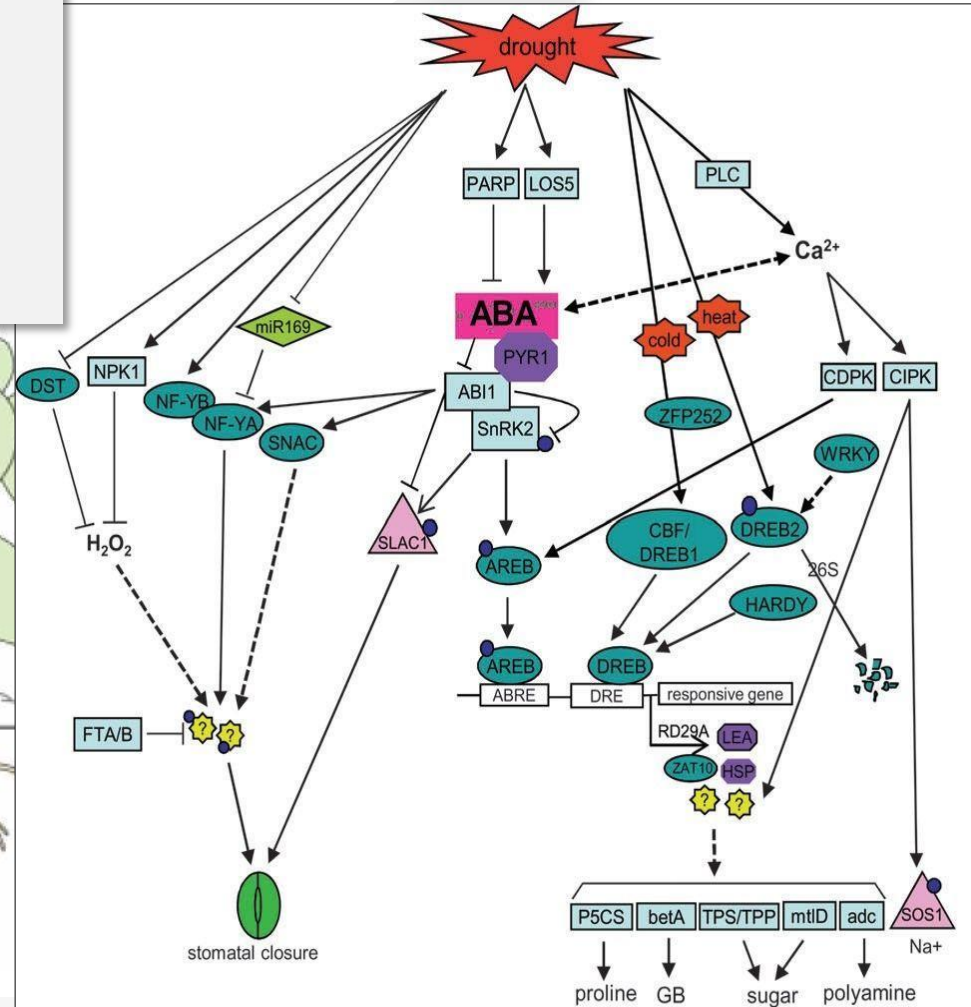 drought
PARP
LOS5
PLC
Ca²⁺
ABA
PYR1
miR169
cold
heat
DST
NPK1
NF-YB
NF-YA
SNAC
ABI1
SnRK2
ZFP252
CDPK
CIPK
WRKY
H₂O₂
SLAC1
AREB
CBF/
DREB1
DREB2
26S
HARDY
AREB
DREB
ABRE
DRE
responsive gene
FTA/B
?
?
RD29A
LEA
ZAT10
HSP
?
?
stomatal closure
P5CS
betA
TPS/TPP
mtlD
adc
SOS1
Na+
proline
GB
sugar
polyamine